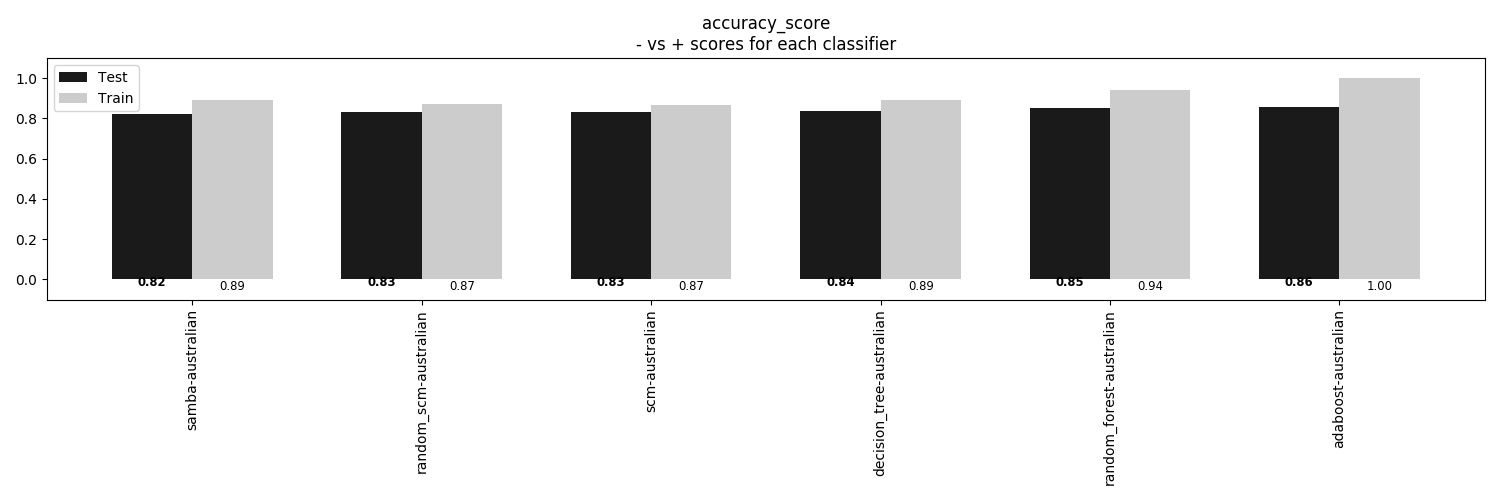 accuracy_score
- vs + scores for each classifier
Test
Train
1.0
0.8
0.6
0.4
0.2
0.0
0.82
0.89
0.83
0.87
0.83
0.87
0.84
0.89
0.85
0.94
0.86
1.00
samba-australian
random_scm-australian
scm-australian
decision_tree-australian
random_forest-australian
adaboost-australian